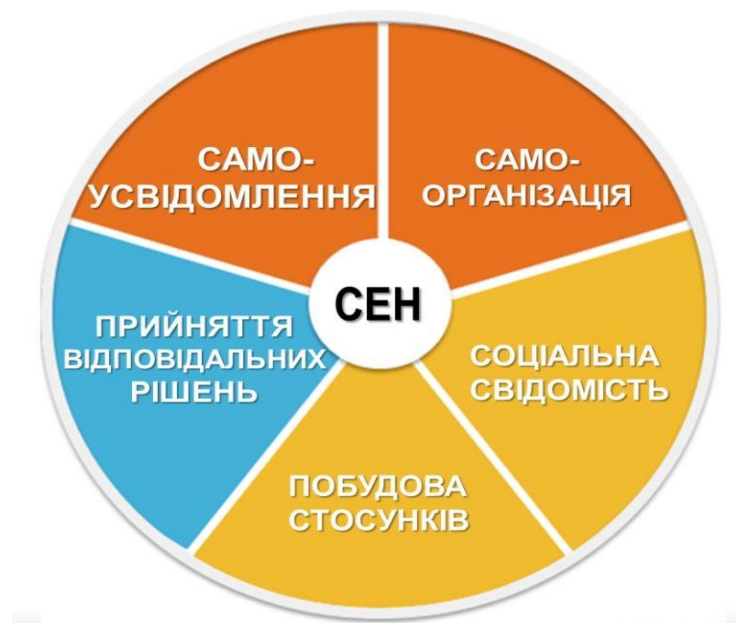 САМО-
УСВІДОМЛЕННЯ
САМО-
ОРГАНІЗАЦІЯ
СЕН
ПРИЙНЯТТЯ
ВІДПОВІДАЛЬНИХ
РІШЕНЬ
СОЦІАЛЬНА
СВІДОМІСТЬ
ПОБУДОВА
СТОСУНКІВ